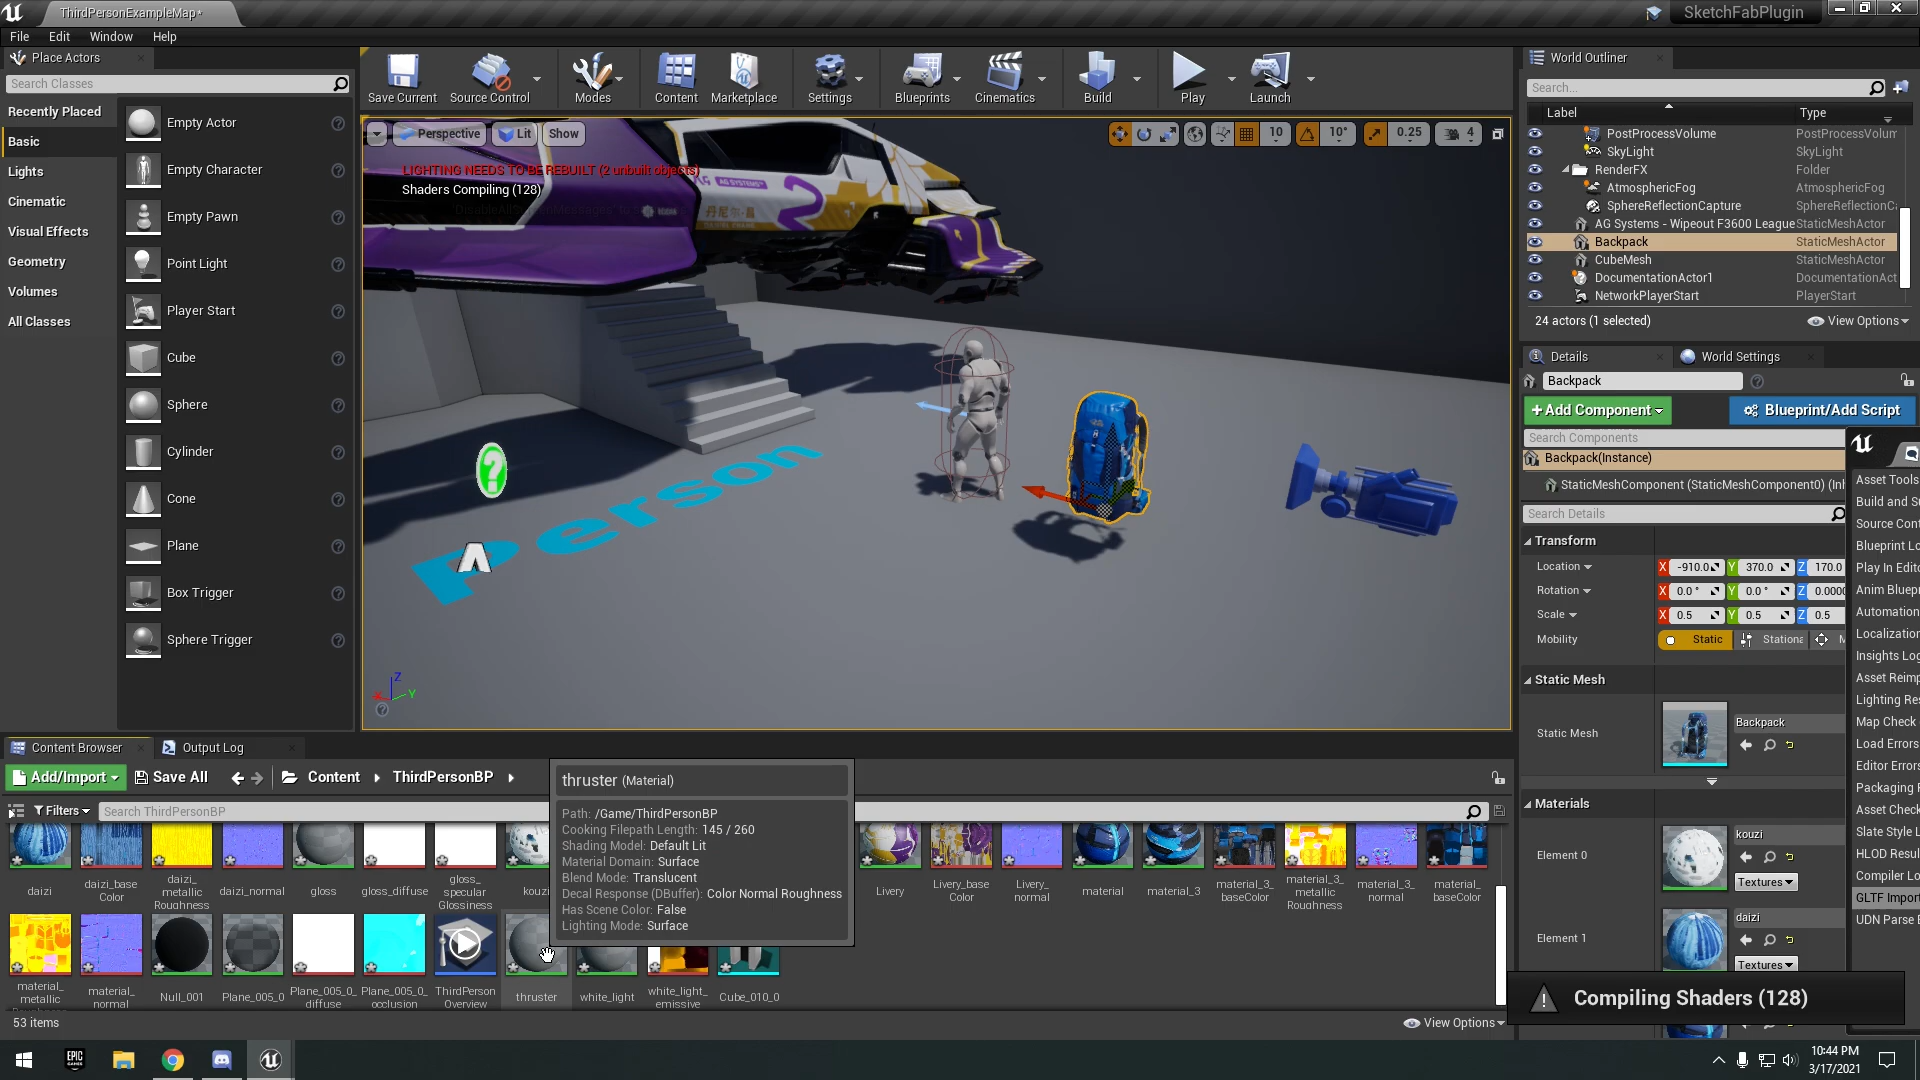 ThirdPersonExampleMap*
SketchFabPlugin
File Edit Window Help
Place Actors
Search Classes
Recently Placed
Basic
Lights
Cinematic
Visual Effects
Geometry
Volumes
All Classes
Empty Actor
Empty Character
Empty Pawn
Point Light
Player Start
Cube
Sphere
Cylinder
Cone
Plane
Box Trigger
Sphere Trigger
Save Current Source Control Modes Content Marketplace Settings Blueprints Cinematics Build Play Launch
Perspective Lit Show
10 10° 0.25 4
LIGHTING NEEDS TO BE REBUILT (2 unbuilt objects)
Shaders Compiling (128)
AG SYSTEMS
2
Person
Z
Y
World Outliner
Search...
Label Type
PostProcessVolume PostProcessVolum
SkyLight SkyLight
RenderFX Folder
AtmosphericFog AtmosphericFog
SphereReflectionCapture SphereReflectionCa
AG Systems - Wipeout F3600 League StaticMeshActor
Backpack StaticMeshActor
CubeMesh StaticMeshActor
DocumentationActor1 DocumentationAct
NetworkPlayerStart PlayerStart
24 actors (1 selected) View Options
Details World Settings
Backpack
+Add Component Blueprint/Add Script
Search Components
Backpack(Instance)
StaticMeshComponent (StaticMeshComponent0) (Inh
Search Details
Transform
Location X -910.0 Y 370.0 Z 170.0
Rotation X 0.0 ° Y 0.0 ° Z 0.0000
Scale X 0.5 Y 0.5 Z 0.5
Mobility Static Stationa M
Static Mesh
Static Mesh Backpack
Materials
Element 0 kouzi
Textures
Element 1 daizi
Textures
Asset Tools
Build and Su
Source Cont
Blueprint Lo
Play In Edito
Anim Bluepr
Automation
Localization
Insights Log
Asset Reimp
Lighting Res
Map Check
Load Errors
Editor Errors
Packaging R
Asset Check
Slate Style L
HLOD Result
Compiler Lo
GLTF Import
UDN Parse E
Content Browser Output Log
Add/Import Save All Content ThirdPersonBP
Filters Search ThirdPersonBP
daizi
daizi_base
Color
daizi_
metallic
Roughness
daizi_normal
gloss
gloss_diffuse
gloss_
specular
Glossiness
kouzi
Livery
Livery_base
Color
Livery_
normal
material
material_3
material_3_
baseColor
material_3_
metallic
Roughness
material_3_
normal
material_
baseColor
material_
metallic
material_
normal
Null_001
Plane_005_0
Plane_005_0_
diffuse
Plane_005_0_
occlusion
ThirdPerson
Overview
thruster
white_light
white_light_
emissive
Cube_010_0
thruster (Material)
Path: /Game/ThirdPersonBP
Cooking Filepath Length: 145 / 260
Shading Model: Default Lit
Material Domain: Surface
Blend Mode: Translucent
Decal Response (DBuffer): Color Normal Roughness
Has Scene Color: False
Lighting Mode: Surface
53 items View Options
Compiling Shaders (128)
EPIC
GAMES
10:44 PM
3/17/2021